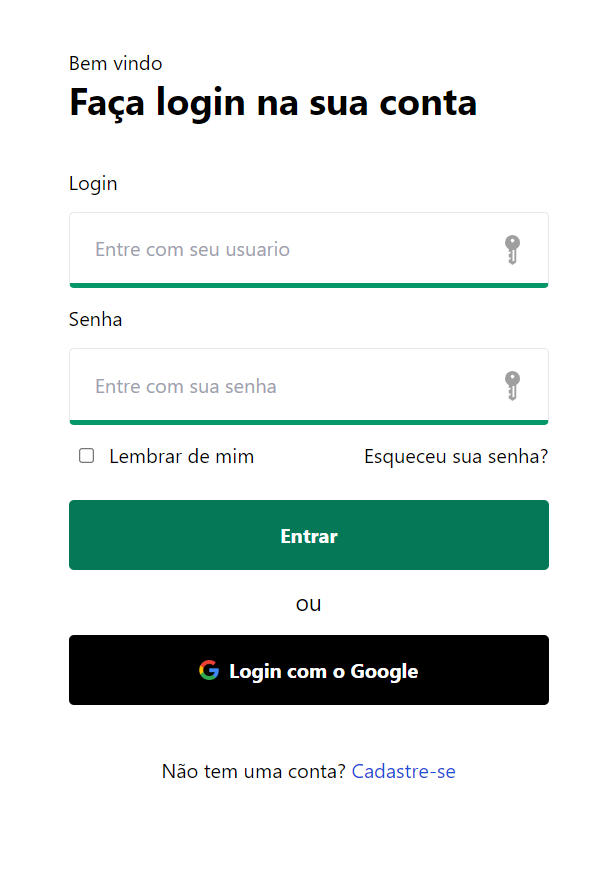 Bem vindo
Faça login na sua conta
Login
Entre com seu usuario
Senha
Entre com sua senha
Lembrar de mim Esqueceu sua senha?
Entrar
ou
Login com o Google
Não tem uma conta? Cadastre-se